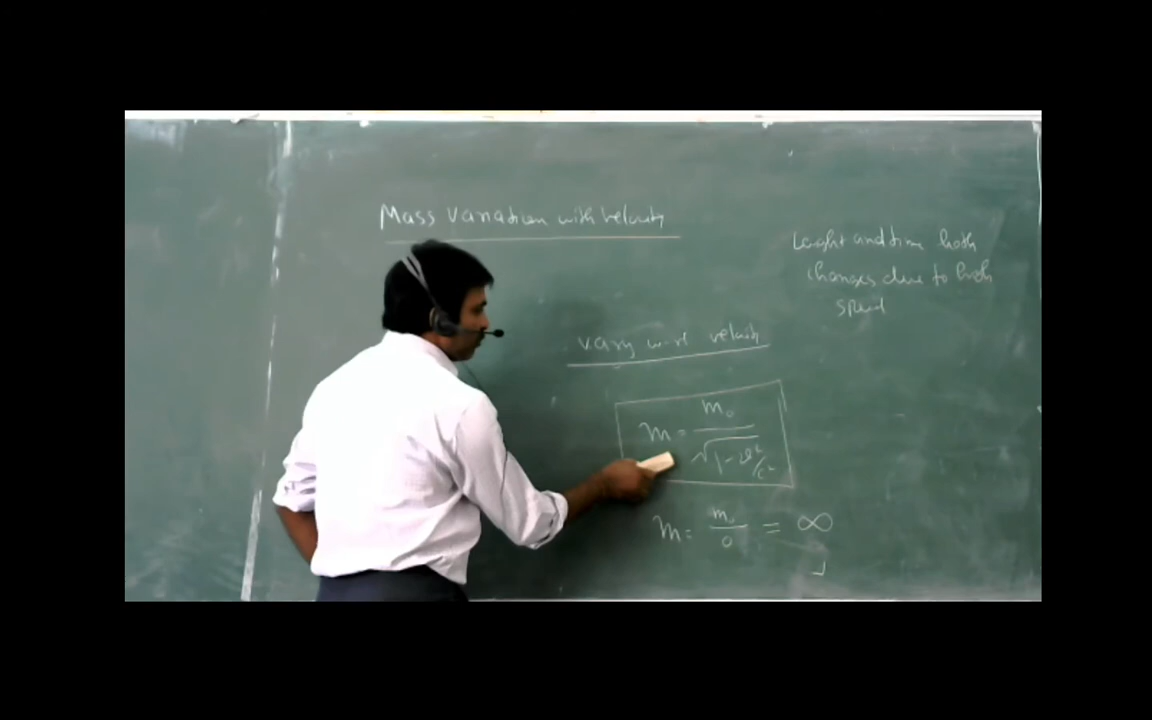 Mass Variation with Velocity
Lenght and time both
changes due to high
speed
vary w.r.t velocity
m = m₀ / √1 - v²/c²
m = m₀ / 0 = ∞